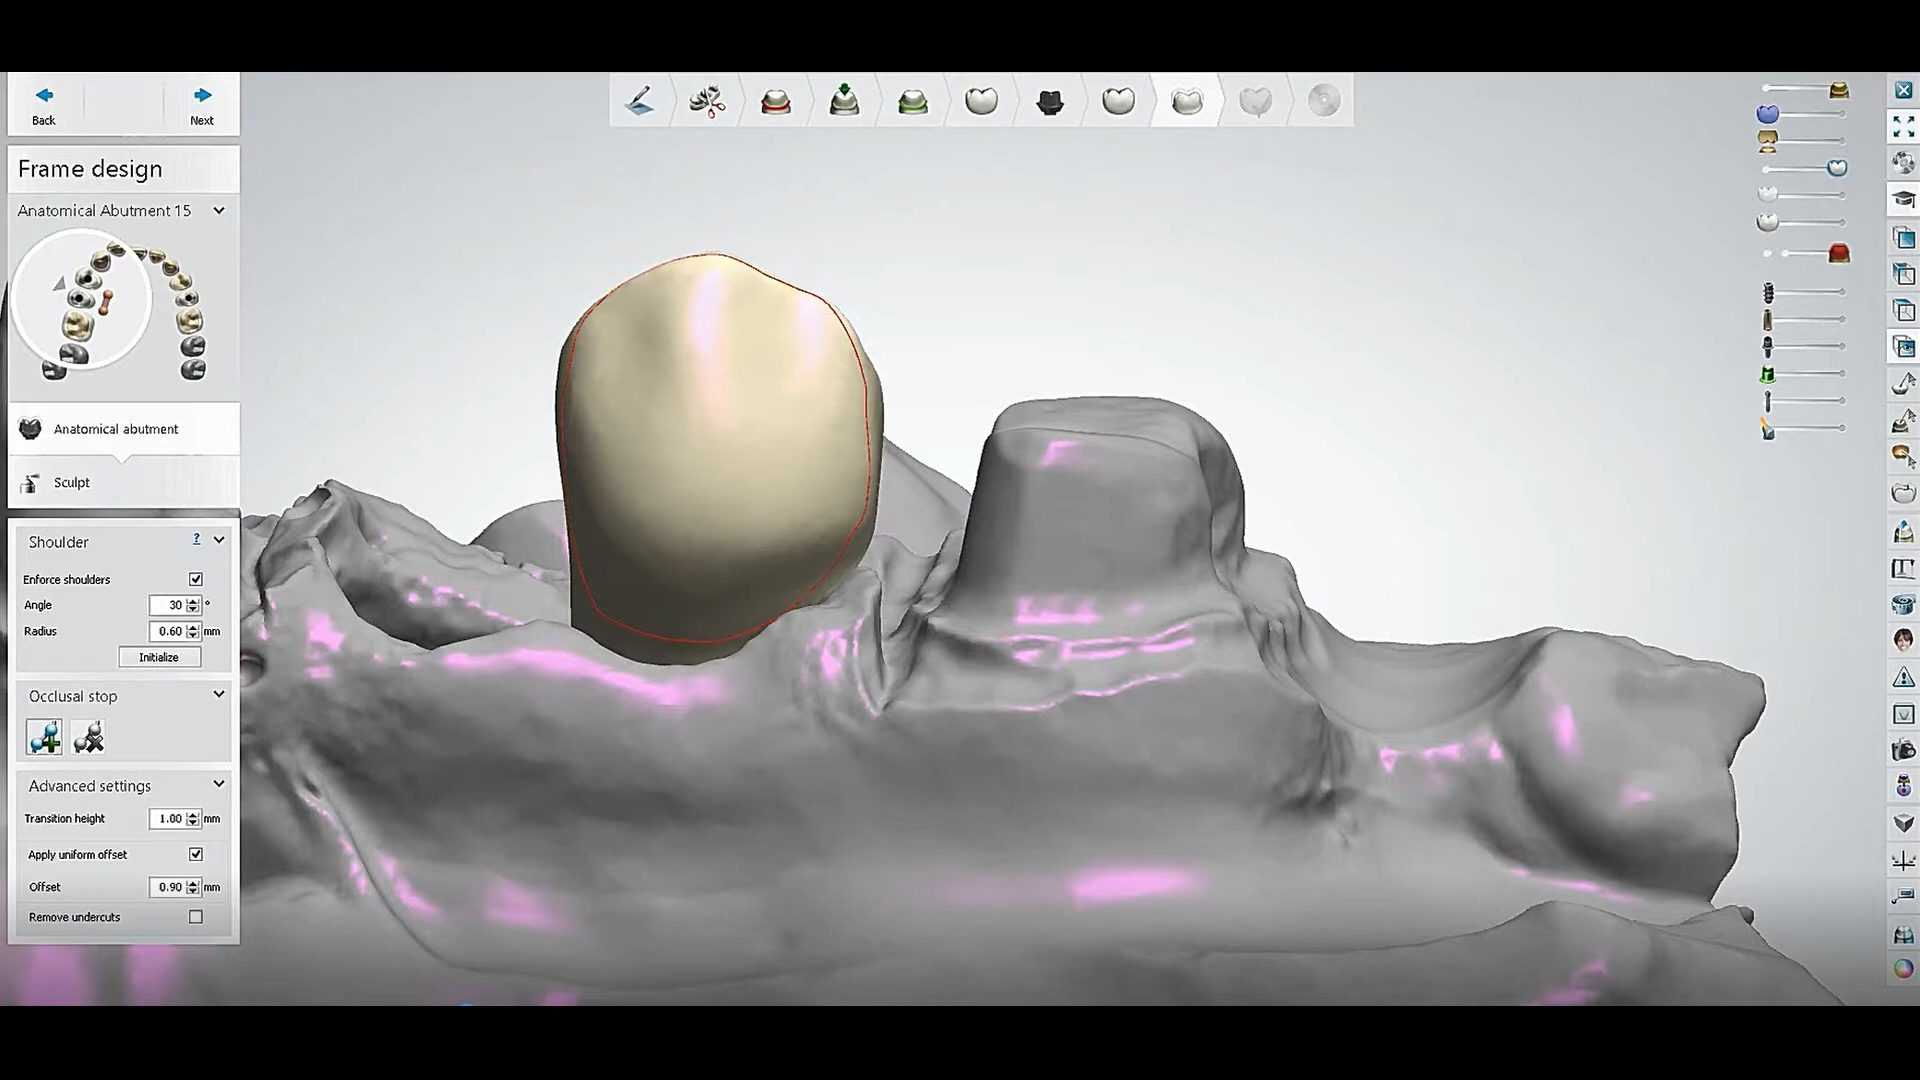 Back
Next
Frame design
Anatomical Abutment 15
Anatomical abutment
Sculpt
Shoulder ?
Enforce shoulders
Angle 30 °
Radius 0.60 mm
Initialize
Occlusal stop
Advanced settings
Transition height 1.00 mm
Apply uniform offset
Offset 0.90 mm
Remove undercuts